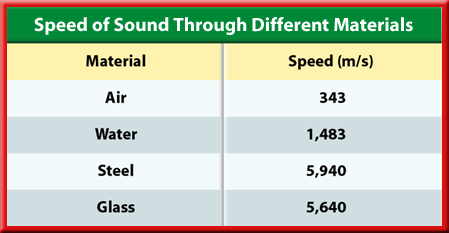 Speed of Sound Through Different Materials
Material Speed (m/s)
Air 343
Water 1,483
Steel 5,940
Glass 5,640